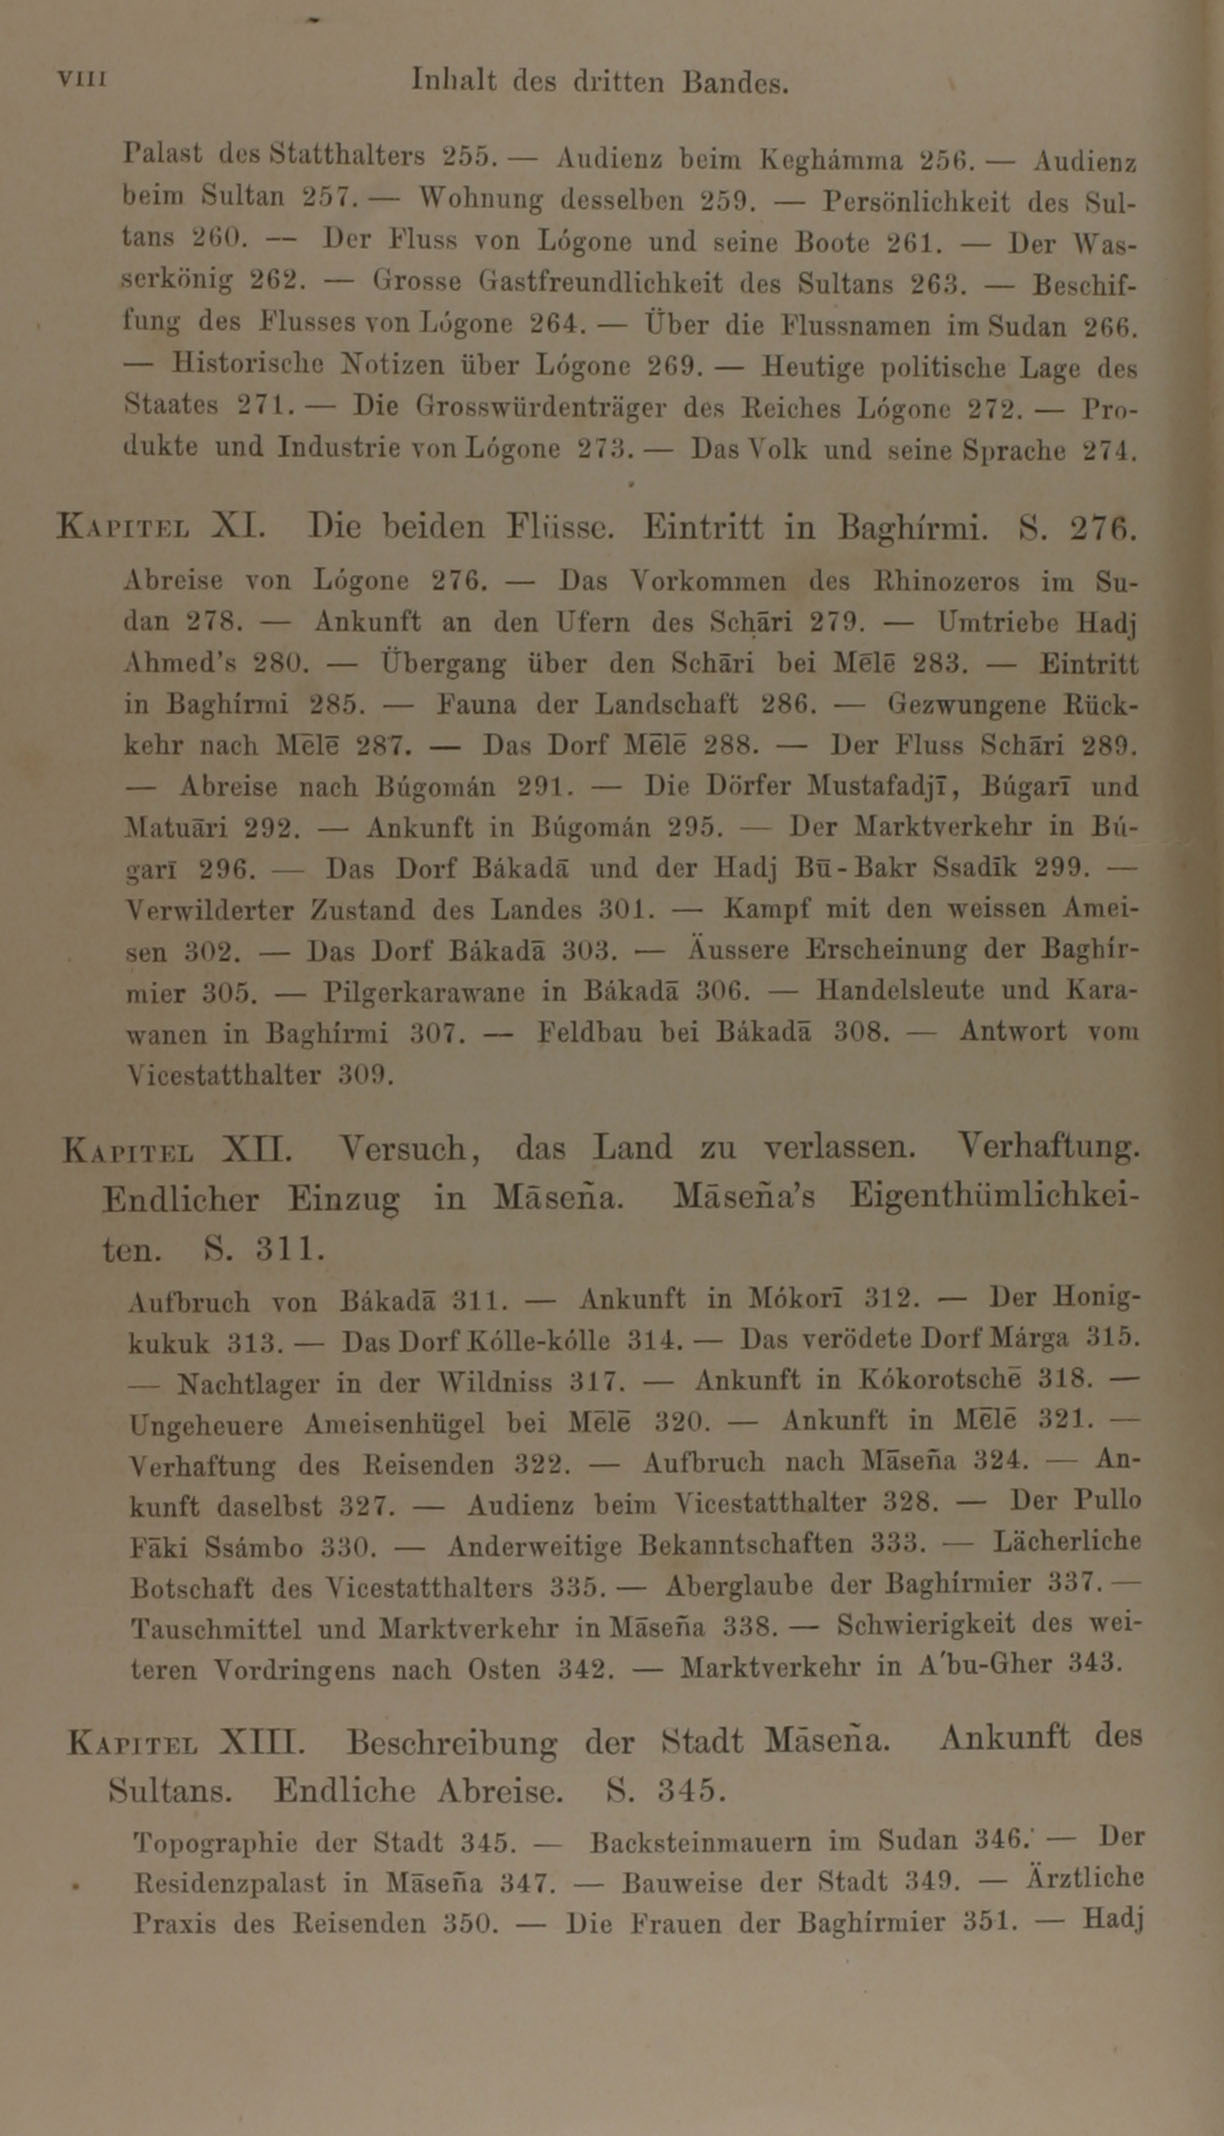 VIII Inhalt des dritten Bandes.
Palast des Statthalters 255. — Audienz beim Keghámma 256. — Audienz
beim Sultan 257. — Wohnung desselben 259. — Persönlichkeit des Sul-
tans 260. — Der Fluss von Lógone und seine Boote 261. — Der Was-
serkönig 262. — Grosse Gastfreundlichkeit des Sultans 263. — Beschif-
fung des Flusses von Lógone 264. — Über die Flussnamen im Sudan 266.
— Historische Notizen über Lógone 269. — Heutige politische Lage des
Staates 271. — Die Grosswürdenträger des Reiches Lógone 272. — Pro-
dukte und Industrie von Lógone 273. — Das Volk und seine Sprache 274.
KAPITEL XI. Die beiden Flüsse. Eintritt in Baghírmi. S. 276.
Abreise von Lógone 276. — Das Vorkommen des Rhinozeros im Su-
dan 278. — Ankunft an den Ufern des Schāri 279. — Umtriebe Hadj
Ahmed's 280. — Übergang über den Schāri bei Mēlē 283. — Eintritt
in Baghírmi 285. — Fauna der Landschaft 286. — Gezwungene Rück-
kehr nach Mēlē 287. — Das Dorf Mēlē 288. — Der Fluss Schāri 289.
— Abreise nach Búgomán 291. — Die Dörfer Mustafadjī, Búgarī und
Matuāri 292. — Ankunft in Búgomán 295. — Der Marktverkehr in Bú-
garī 296. — Das Dorf Bákadā und der Hadj Bū-Bakr Ssadīk 299. —
Verwilderter Zustand des Landes 301. — Kampf mit den weissen Amei-
sen 302. — Das Dorf Bákadā 303. — Äussere Erscheinung der Baghír-
mier 305. — Pilgerkarawane in Bákadā 306. — Handelsleute und Kara-
wanen in Baghírmi 307. — Feldbau bei Bákadā 308. — Antwort vom
Vicestatthalter 309.
KAPITEL XII. Versuch, das Land zu verlassen. Verhaftung.
Endlicher Einzug in Māseña. Māseña's Eigenthümlichkei-
ten. S. 311.
Aufbruch von Bákadā 311. — Ankunft in Mókorī 312. — Der Honig-
kukuk 313. — Das Dorf Kólle-kólle 314. — Das verödete Dorf Márga 315.
— Nachtlager in der Wildniss 317. — Ankunft in Kókorotschē 318. —
Ungeheuere Ameisenhügel bei Mēlē 320. — Ankunft in Mēlē 321. —
Verhaftung des Reisenden 322. — Aufbruch nach Māseña 324. — An-
kunft daselbst 327. — Audienz beim Vicestatthalter 328. — Der Pullo
Fāki Ssámbo 330. — Anderweitige Bekanntschaften 333. — Lächerliche
Botschaft des Vicestatthalters 335. — Aberglaube der Baghírmier 337. —
Tauschmittel und Marktverkehr in Māseña 338. — Schwierigkeit des wei-
teren Vordringens nach Osten 342. — Marktverkehr in A'bu-Gher 343.
KAPITEL XIII. Beschreibung der Stadt Māseña. Ankunft des
Sultans. Endliche Abreise. S. 345.
Topographie der Stadt 345. — Backsteinmauern im Sudan 346. — Der
Residenzpalast in Māseña 347. — Bauweise der Stadt 349. — Ärztliche
Praxis des Reisenden 350. — Die Frauen der Baghírmier 351. — Hadj